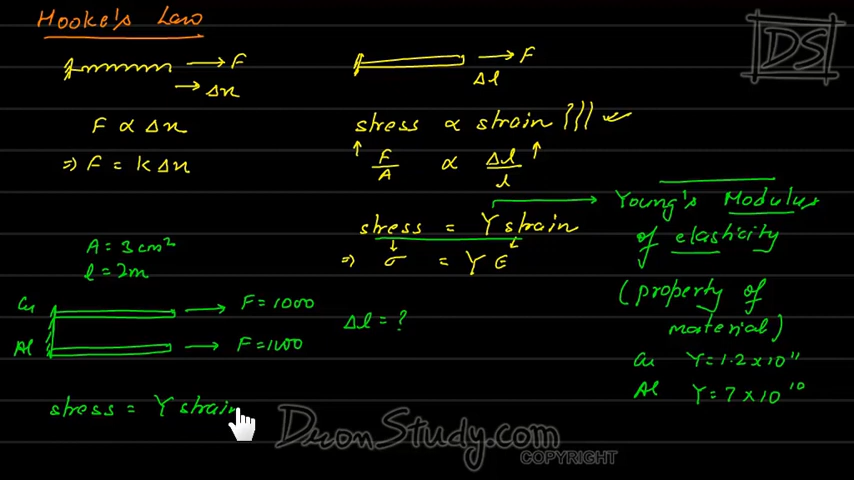 Hooke's Law
DS
F
Δx
F
Δl
F ∝ Δx
stress ∝ strain
⇒ F = k Δx
F/A ∝ Δl/l
Young's Modulus
of elasticity
stress = Y strain
⇒ σ = Y ϵ
A = 3 cm²
l = 2m
(property of
material)
Cu F = 1000
Δl = ?
Al F = 1000
Cu Y = 1.2 × 10¹¹
Al Y = 7 × 10¹⁰
stress = Y strain
DronStudy.com
COPYRIGHT